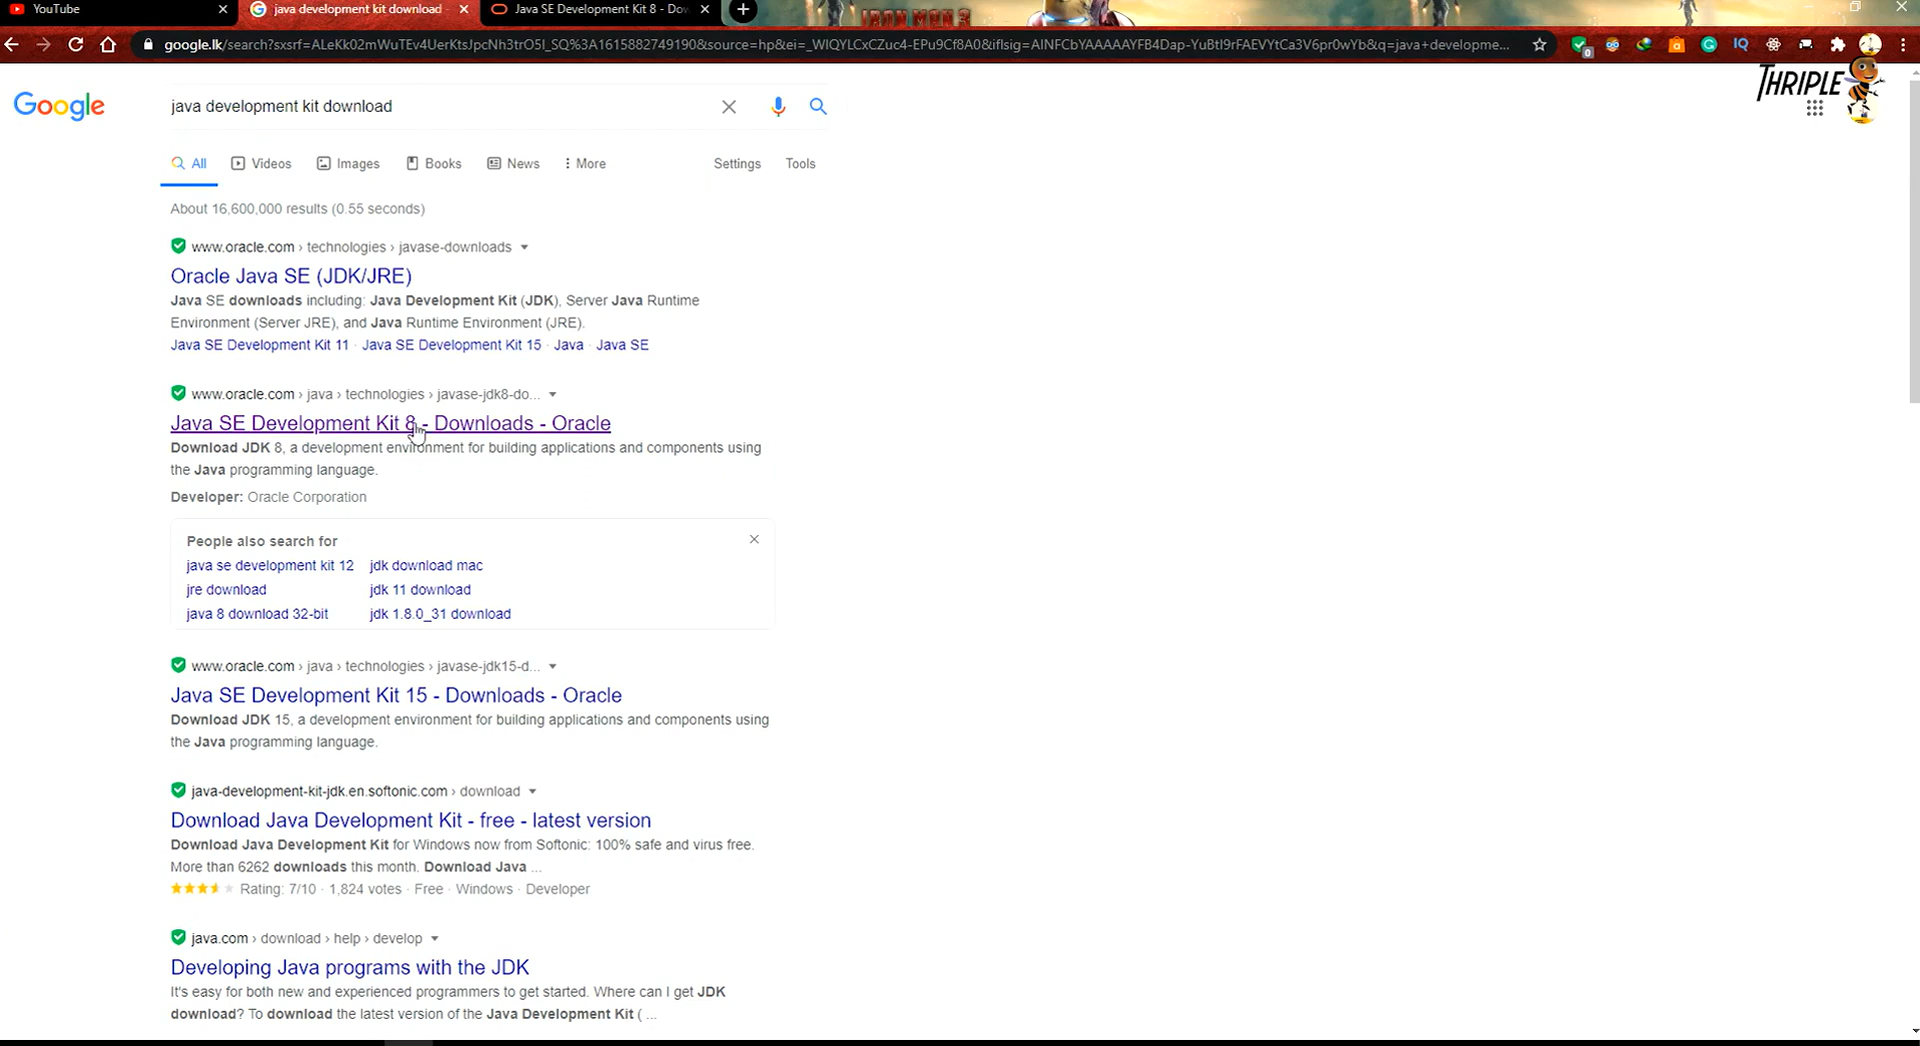 YouTube
java development kit download
Java SE Development Kit 8 - Dow
IRON MAN 3
google.lk/search?sxsrf=ALeKk02mWuTEv4UerKtsJpcNh3trO5I_SQ%3A1615882749190&source=hp&ei=_WIQYLCxCZuc4-EPu9Cf8A0&iflsig=AINFCbYAAAAAYFB4Dap-YuBtI9rFAEVYtCa3V6pr0wYb&q=java+developme...
0
IQ
THRIPLE
Google
java development kit download
All
Videos
Images
Books
News
More
Settings
Tools
About 16,600,000 results (0.55 seconds)
www.oracle.com › technologies › javase-downloads
Oracle Java SE (JDK/JRE)
Java SE downloads including: Java Development Kit (JDK), Server Java Runtime
Environment (Server JRE), and Java Runtime Environment (JRE).
Java SE Development Kit 11 · Java SE Development Kit 15 · Java · Java SE
www.oracle.com › java › technologies › javase-jdk8-do...
Java SE Development Kit 8 - Downloads - Oracle
Download JDK 8, a development environment for building applications and components using
the Java programming language.
Developer: Oracle Corporation
People also search for
java se development kit 12
jdk download mac
jre download
jdk 11 download
java 8 download 32-bit
jdk 1.8.0_31 download
www.oracle.com › java › technologies › javase-jdk15-d...
Java SE Development Kit 15 - Downloads - Oracle
Download JDK 15, a development environment for building applications and components using
the Java programming language.
java-development-kit-jdk.en.softonic.com › download
Download Java Development Kit - free - latest version
Download Java Development Kit for Windows now from Softonic: 100% safe and virus free.
More than 6262 downloads this month. Download Java ...
Rating: 7/10 · 1,824 votes · Free · Windows · Developer
java.com › download › help › develop
Developing Java programs with the JDK
It's easy for both new and experienced programmers to get started. Where can I get JDK
download? To download the latest version of the Java Development Kit ( ...